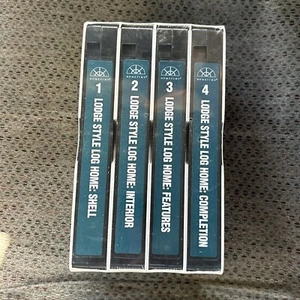 1 LODGE STYLE LOG HOME: SHELL
2 LODGE STYLE LOG HOME: INTERIOR
3 LODGE STYLE LOG HOME: FEATURES
4 LODGE STYLE LOG HOME: COMPLETION